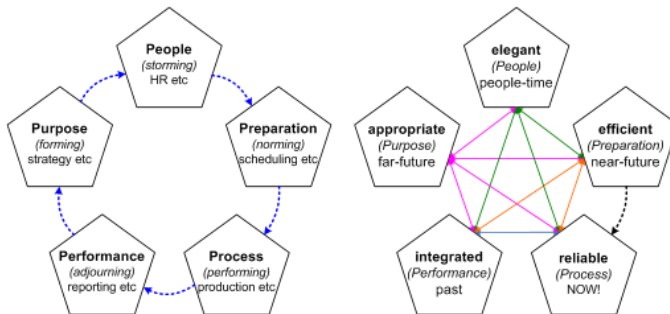 People
(storming)
HR etc
Preparation
(norming)
scheduling etc
Process
(performing)
production etc
Performance
(adjourning)
reporting etc
Purpose
(forming)
strategy etc
elegant
(People)
people-time
efficient
(Preparation)
near-future
reliable
(Process)
NOW!
integrated
(Performance)
past
appropriate
(Purpose)
far-future